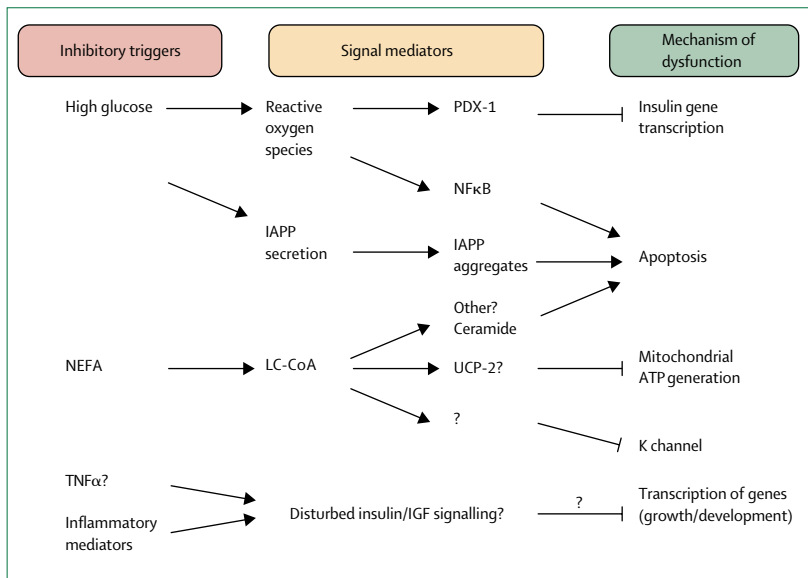 Inhibitory triggers
Signal mediators
Mechanism of
dysfunction
High glucose
Reactive
oxygen
species
PDX-1
Insulin gene
transcription
NFκB
IAPP
secretion
IAPP
aggregates
Apoptosis
Other?
Ceramide
NEFA
LC-CoA
UCP-2?
Mitochondrial
ATP generation
?
K channel
TNFα?
Inflammatory
mediators
Disturbed insulin/IGF signalling?
?
Transcription of genes
(growth/development)